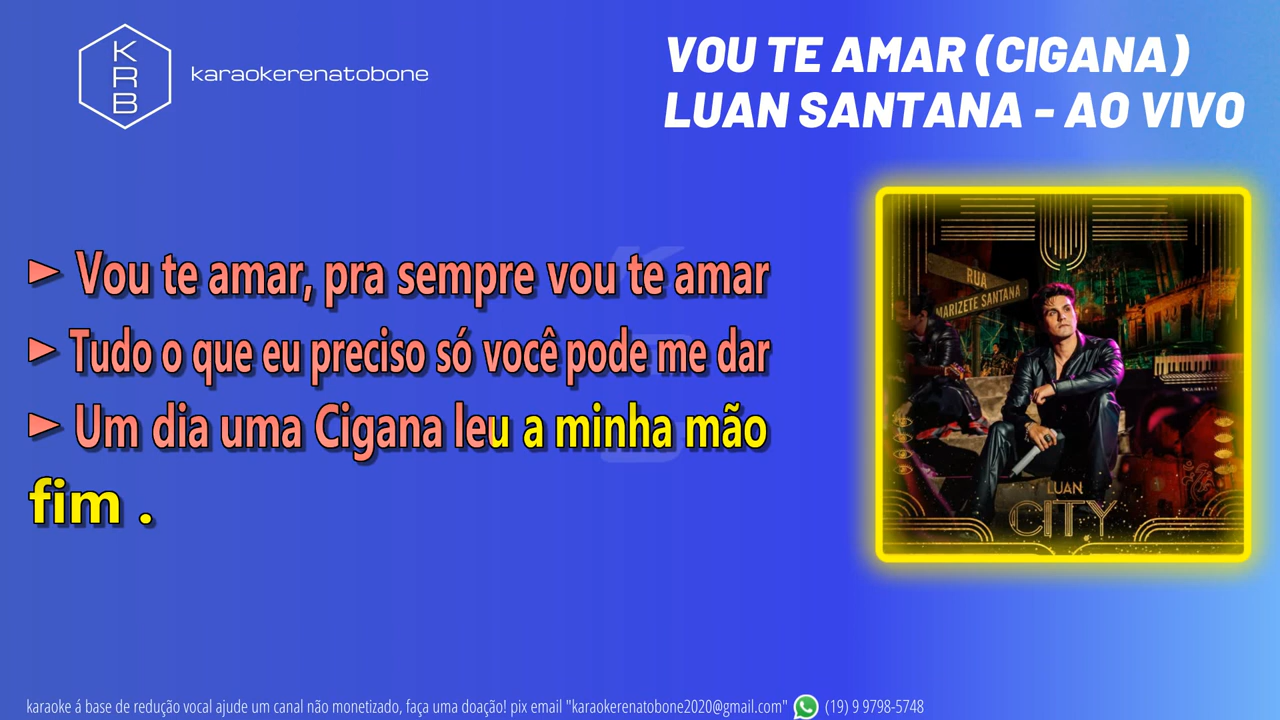 K
R
B
karaokerenatobone
VOU TE AMAR (CIGANA)
LUAN SANTANA - AO VIVO
► Vou te amar, pra sempre vou te amar
► Tudo o que eu preciso só você pode me dar
► Um dia uma Cigana leu a minha mão
fim .
RUA
MARIZETE SANTANA
LUAN
CITY
karaoke á base de redução vocal ajude um canal não monetizado, faça uma doação! pix email "karaokerenatobone2020@gmail.com" (19) 9 9798-5748